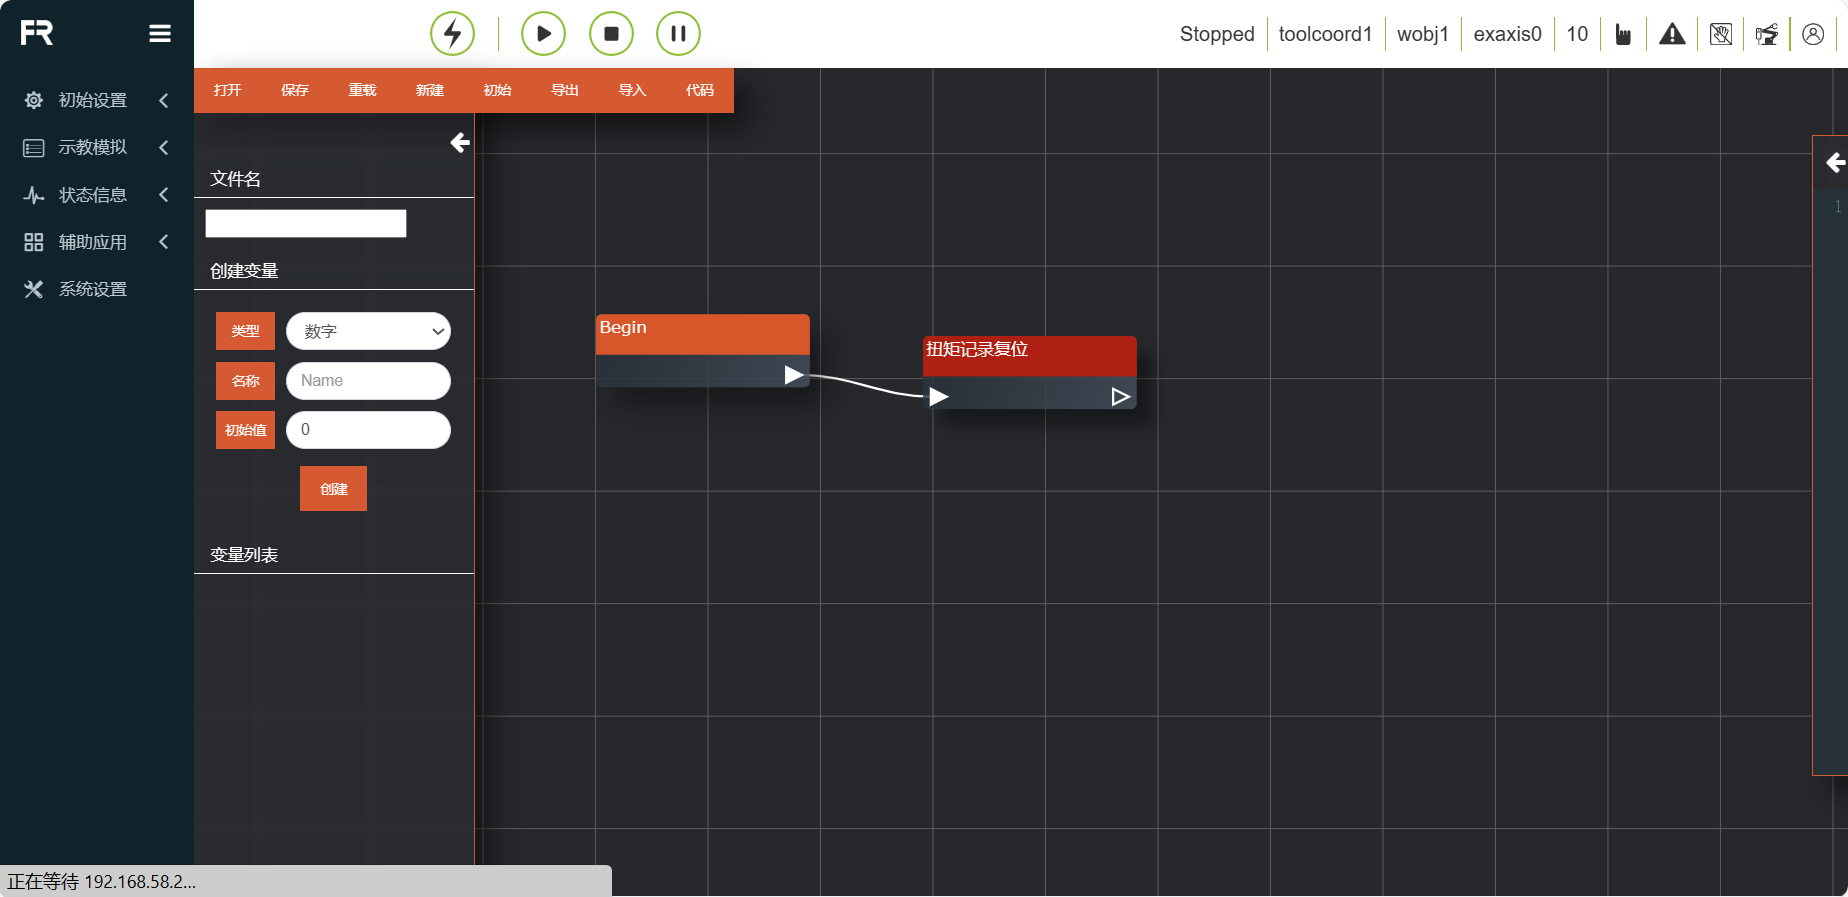 FR
Stopped
toolcoord1
wobj1
exaxis0
10
初始设置
示教模拟
状态信息
辅助应用
系统设置
打开
保存
重载
新建
初始
导出
导入
代码
文件名
创建变量
类型
数字
名称
Name
初始值
0
创建
变量列表
Begin
扭矩记录复位
1
正在等待 192.168.58.2...